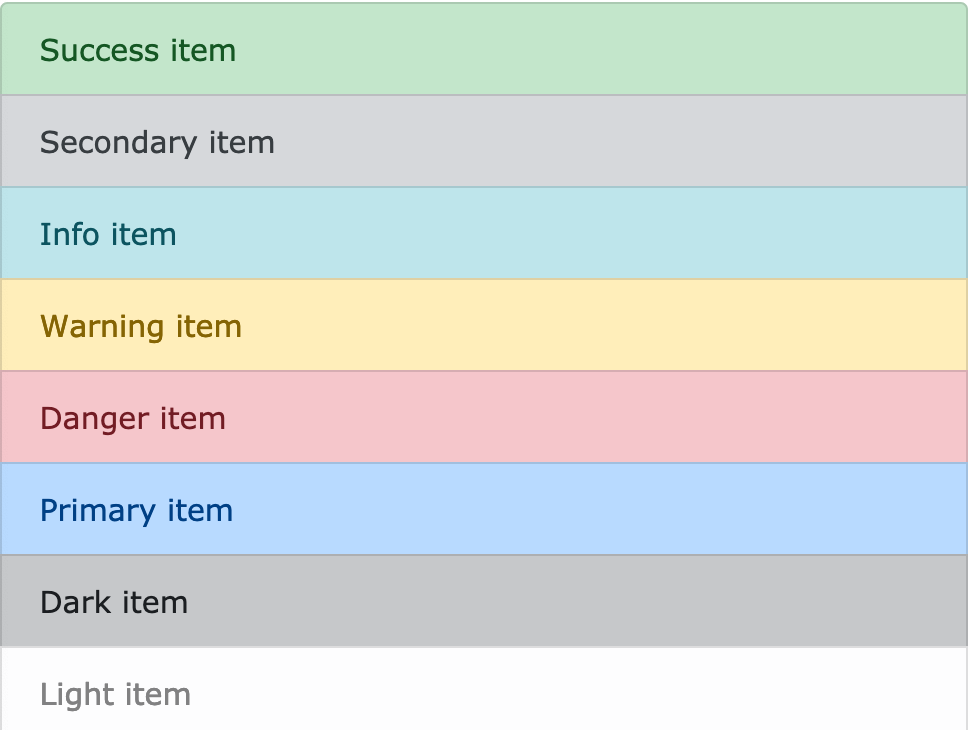 Success item
Secondary item
Info item
Warning item
Danger item
Primary item
Dark item
Light item